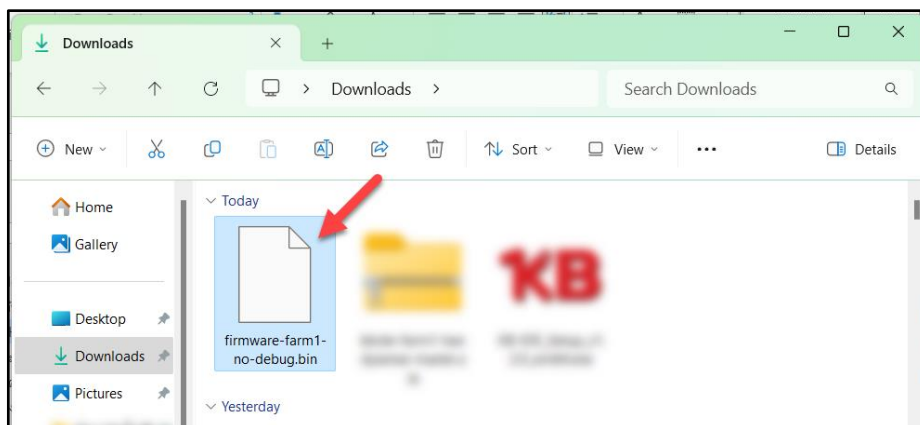 Downloads
Downloads
Search Downloads
New
Sort
View
Details
Home
Gallery
Desktop
Downloads
Pictures
Today
firmware-farm1-
no-debug.bin
KB
Yesterday